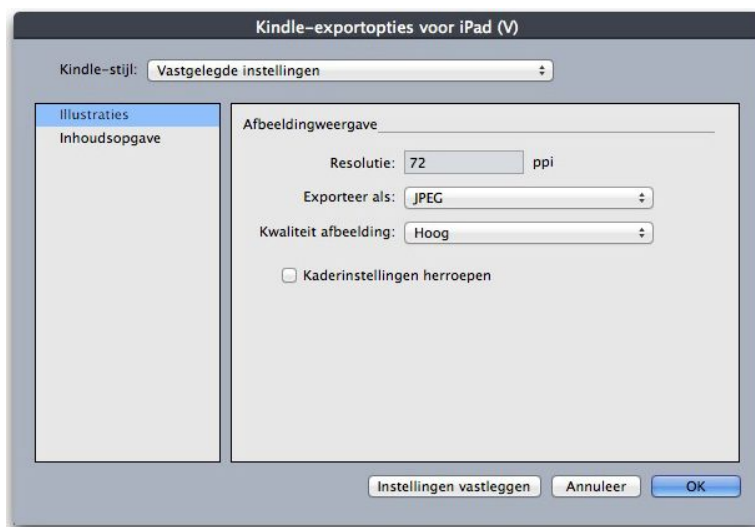 Kindle-exportopties voor iPad (V)
Kindle-stijl: Vastgelegde instellingen
Illustraties
Inhoudsopgave
Afbeeldingweergave
Resolutie: 72 ppi
Exporteer als: JPEG
Kwaliteit afbeelding: Hoog
Kaderinstellingen herroepen
Instellingen vastleggen Annuleer OK